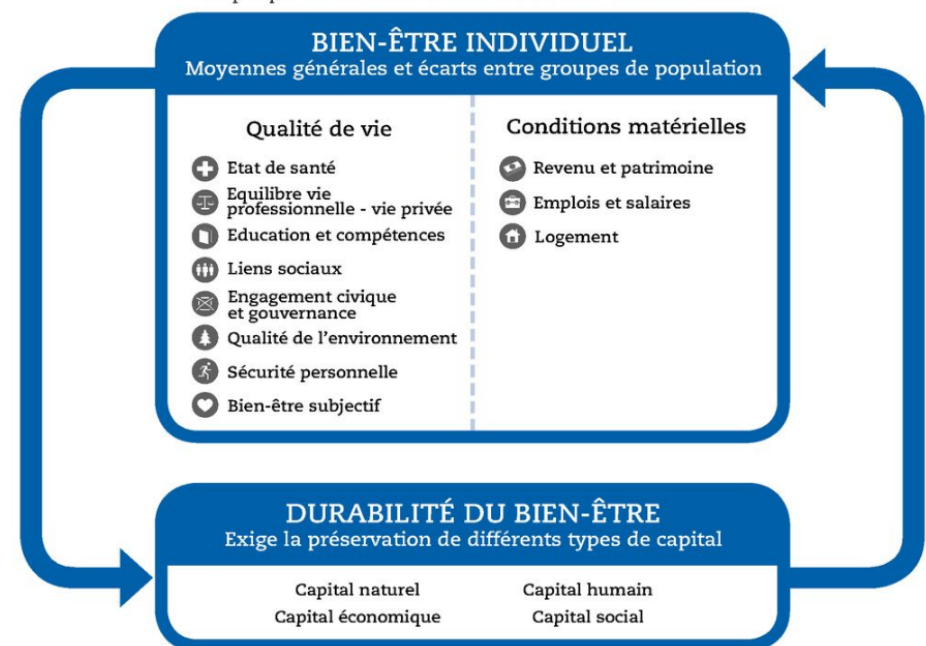 BIEN-ÊTRE INDIVIDUEL
Moyennes générales et écarts entre groupes de population
Qualité de vie
Etat de santé
Equilibre vie
professionnelle - vie privée
Education et compétences
Liens sociaux
Engagement civique
et gouvernance
Qualité de l'environnement
Sécurité personnelle
Bien-être subjectif
Conditions matérielles
Revenu et patrimoine
Emplois et salaires
Logement
DURABILITÉ DU BIEN-ÊTRE
Exige la préservation de différents types de capital
Capital naturel
Capital humain
Capital économique
Capital social